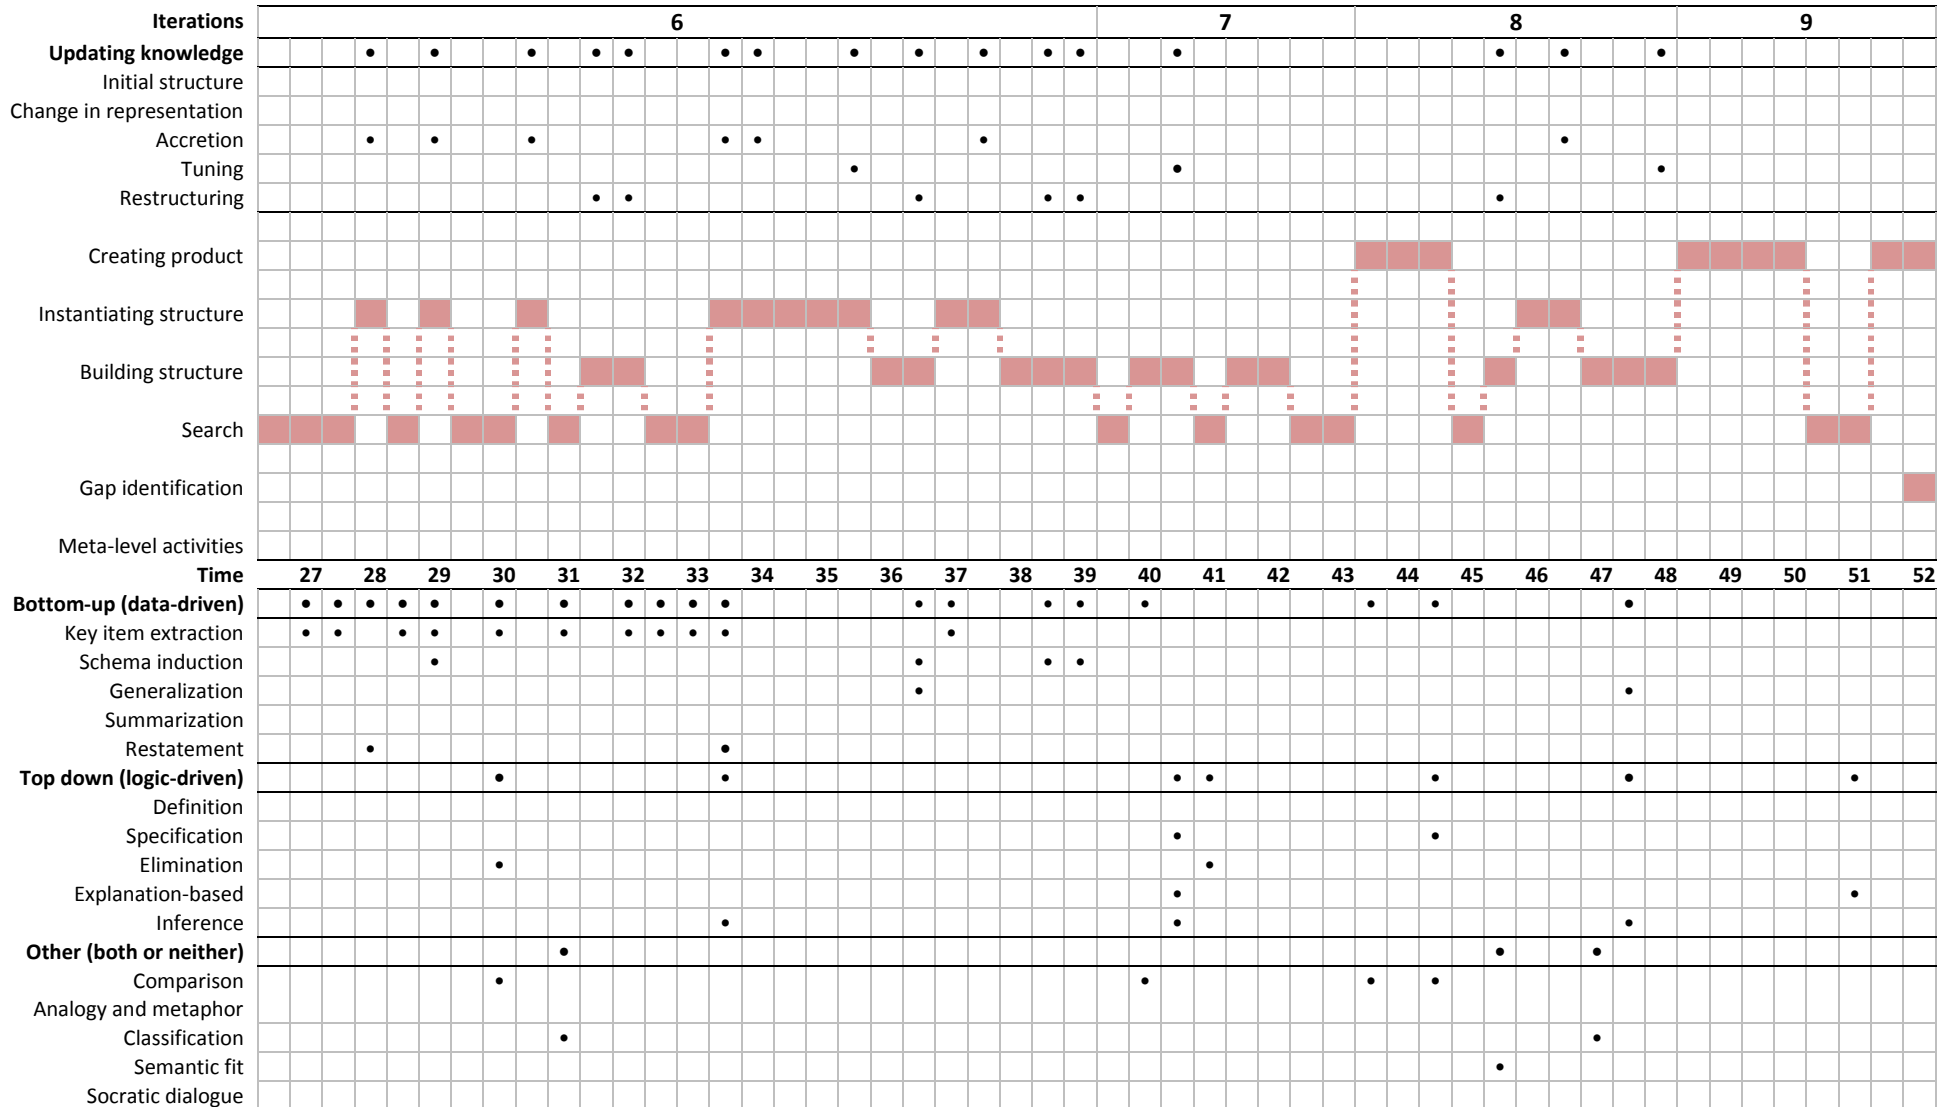 Iterations 6 7 8 9
Updating knowledge
Initial structure
Change in representation
Accretion
Tuning
Restructuring
Creating product
Instantiating structure
Building structure
Search
Gap identification
Meta-level activities
Time 27 28 29 30 31 32 33 34 35 36 37 38 39 40 41 42 43 44 45 46 47 48 49 50 51 52
Bottom-up (data-driven)
Key item extraction
Schema induction
Generalization
Summarization
Restatement
Top down (logic-driven)
Definition
Specification
Elimination
Explanation-based
Inference
Other (both or neither)
Comparison
Analogy and metaphor
Classification
Semantic fit
Socratic dialogue